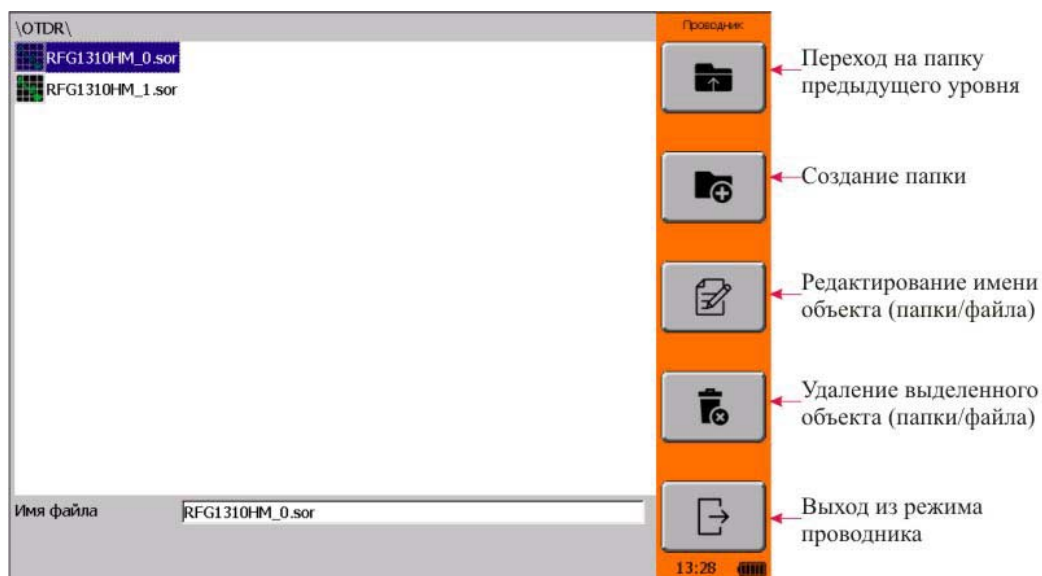 \OTDR\
RFG1310HM_0.sor
RFG1310HM_1.sor
Имя файла
RFG1310HM_0.sor
Проводник
Переход на папку
предыдущего уровня
Создание папки
Редактирование имени
объекта (папки/файла)
Удаление выделенного
объекта (папки/файла)
Выход из режима
проводника
13:28